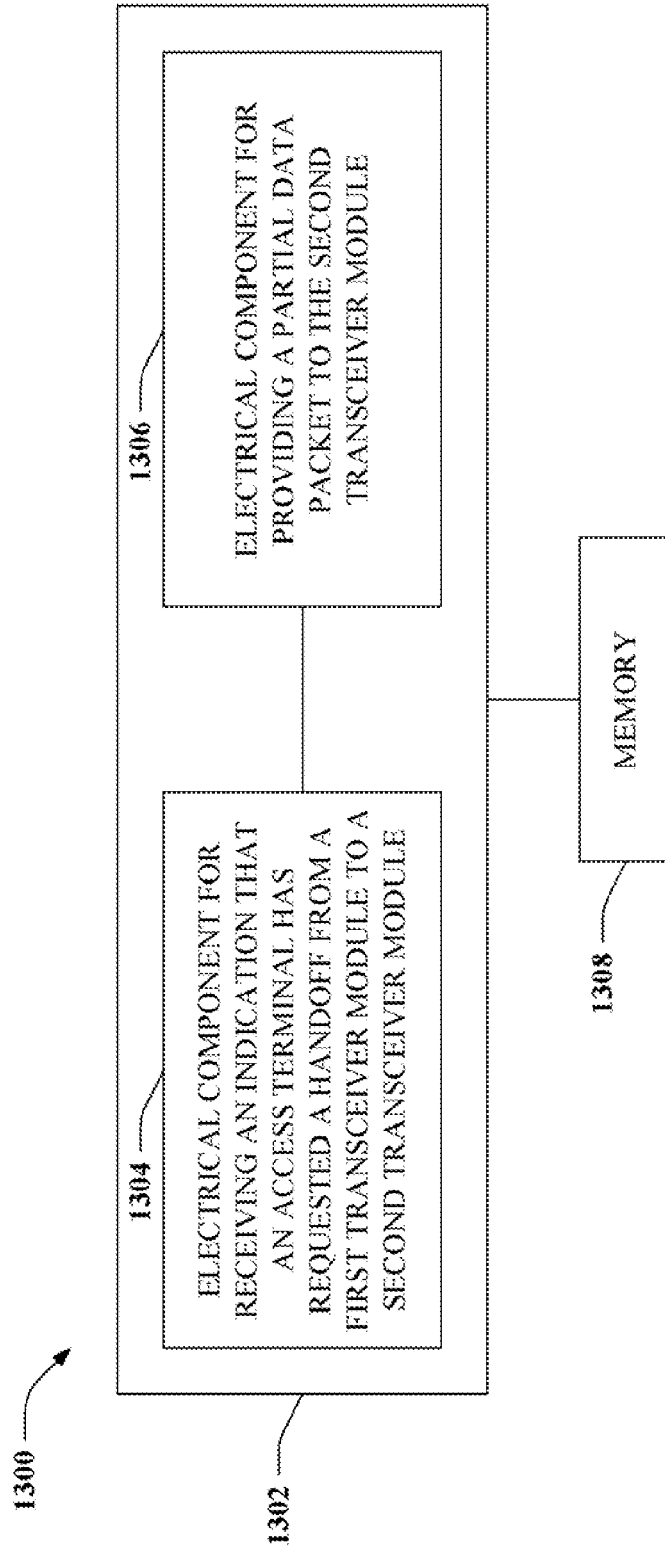 1300
1302
1304
ELECTRICAL COMPONENT FOR
RECEIVING AN INDICATION THAT
AN ACCESS TERMINAL HAS
REQUESTED A HANDOFF FROM A
FIRST TRANSCEIVER MODULE TO A
SECOND TRANSCEIVER MODULE
1306
ELECTRICAL COMPONENT FOR
PROVIDING A PARTIAL DATA
PACKET TO THE SECOND
TRANSCEIVER MODULE
1308
MEMORY